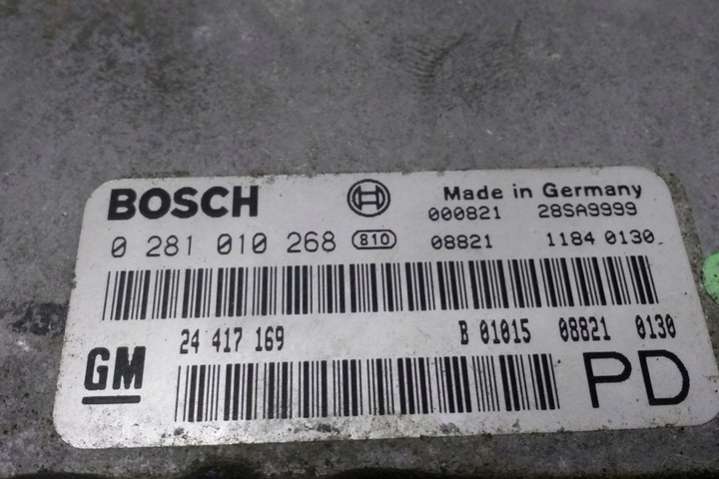 BOSCH Made in Germany
000821 28SA9999
0 281 010 268 810 08821 1184 0130
24 417 169 B 01015 08821 0130
GM PD